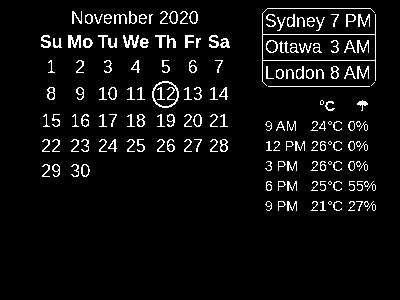 November 2020
Su Mo Tu We Th Fr Sa
1 2 3 4 5 6 7
8 9 10 11 12 13 14
15 16 17 18 19 20 21
22 23 24 25 26 27 28
29 30
Sydney 7 PM
Ottawa 3 AM
London 8 AM
°C ☂
9 AM 24°C 0%
12 PM 26°C 0%
3 PM 26°C 0%
6 PM 25°C 55%
9 PM 21°C 27%